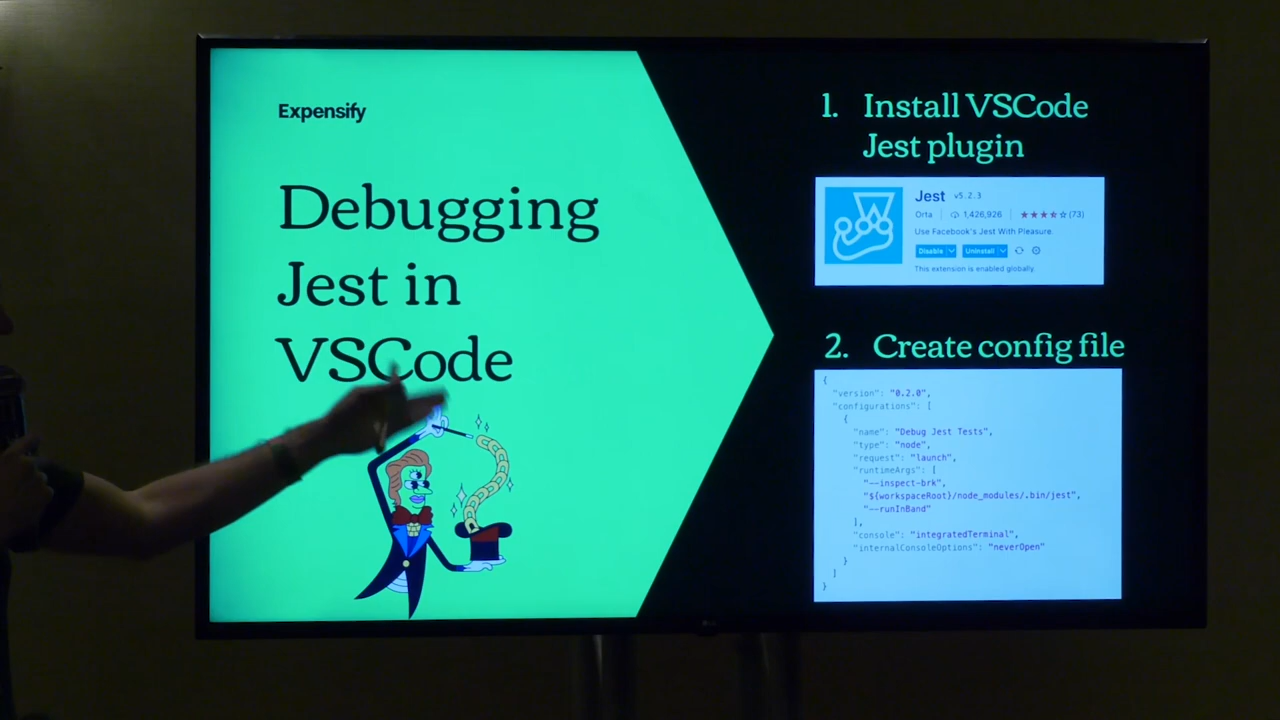 Expensify
Debugging
Jest in
VSCode
1. Install VSCode
Jest plugin
Jest v5.2.3
Orta 1,426,926 (73)
Use Facebook's Jest With Pleasure.
Disable Uninstall
This extension is enabled globally.
2. Create config file
{
"version": "0.2.0",
"configurations": [
{
"name": "Debug Jest Tests",
"type": "node",
"request": "launch",
"runtimeArgs": [
"--inspect-brk",
"${workspaceRoot}/node_modules/.bin/jest",
"--runInBand"
],
"console": "integratedTerminal",
"internalConsoleOptions": "neverOpen"
}
]
}